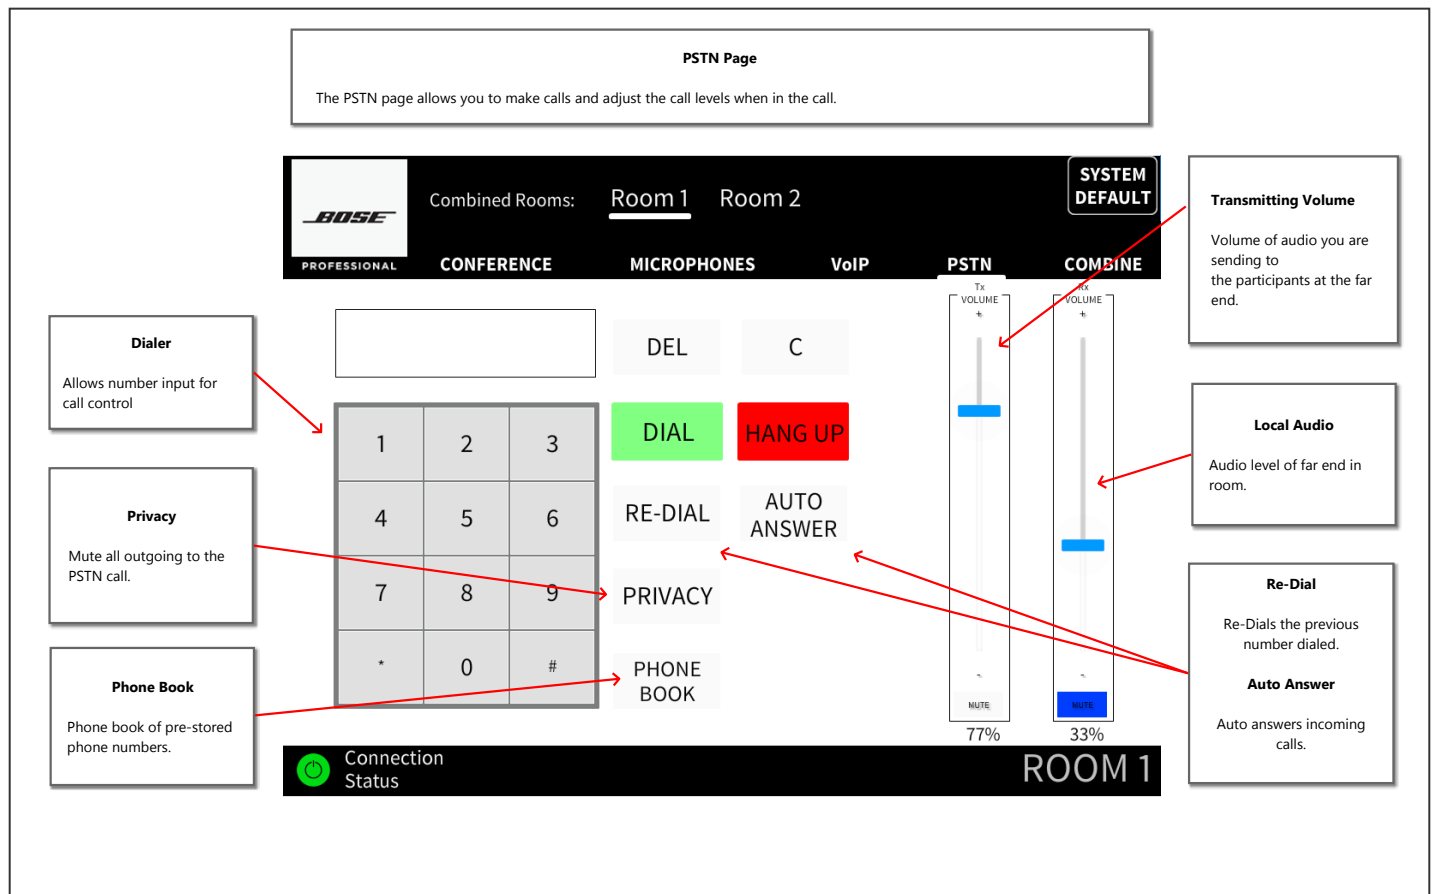 PSTN Page
The PSTN page allows you to make calls and adjust the call levels when in the call.
BOSE
PROFESSIONAL
Combined Rooms:
Room 1
Room 2
SYSTEM
DEFAULT
CONFERENCE
MICROPHONES
VoIP
PSTN
COMBINE
Dialer
Allows number input for
call control
Privacy
Mute all outgoing to the
PSTN call.
Phone Book
Phone book of pre-stored
phone numbers.
DEL
C
1
2
3
DIAL
HANG UP
4
5
6
RE-DIAL
AUTO
ANSWER
7
8
9
PRIVACY
*
0
#
PHONE
BOOK
Tx
VOLUME
+
-
MUTE
77%
Rx
VOLUME
+
-
MUTE
33%
Transmitting Volume
Volume of audio you are
sending to
the participants at the far
end.
Local Audio
Audio level of far end in
room.
Re-Dial
Re-Dials the previous
number dialed.
Auto Answer
Auto answers incoming
calls.
Connection
Status
ROOM 1